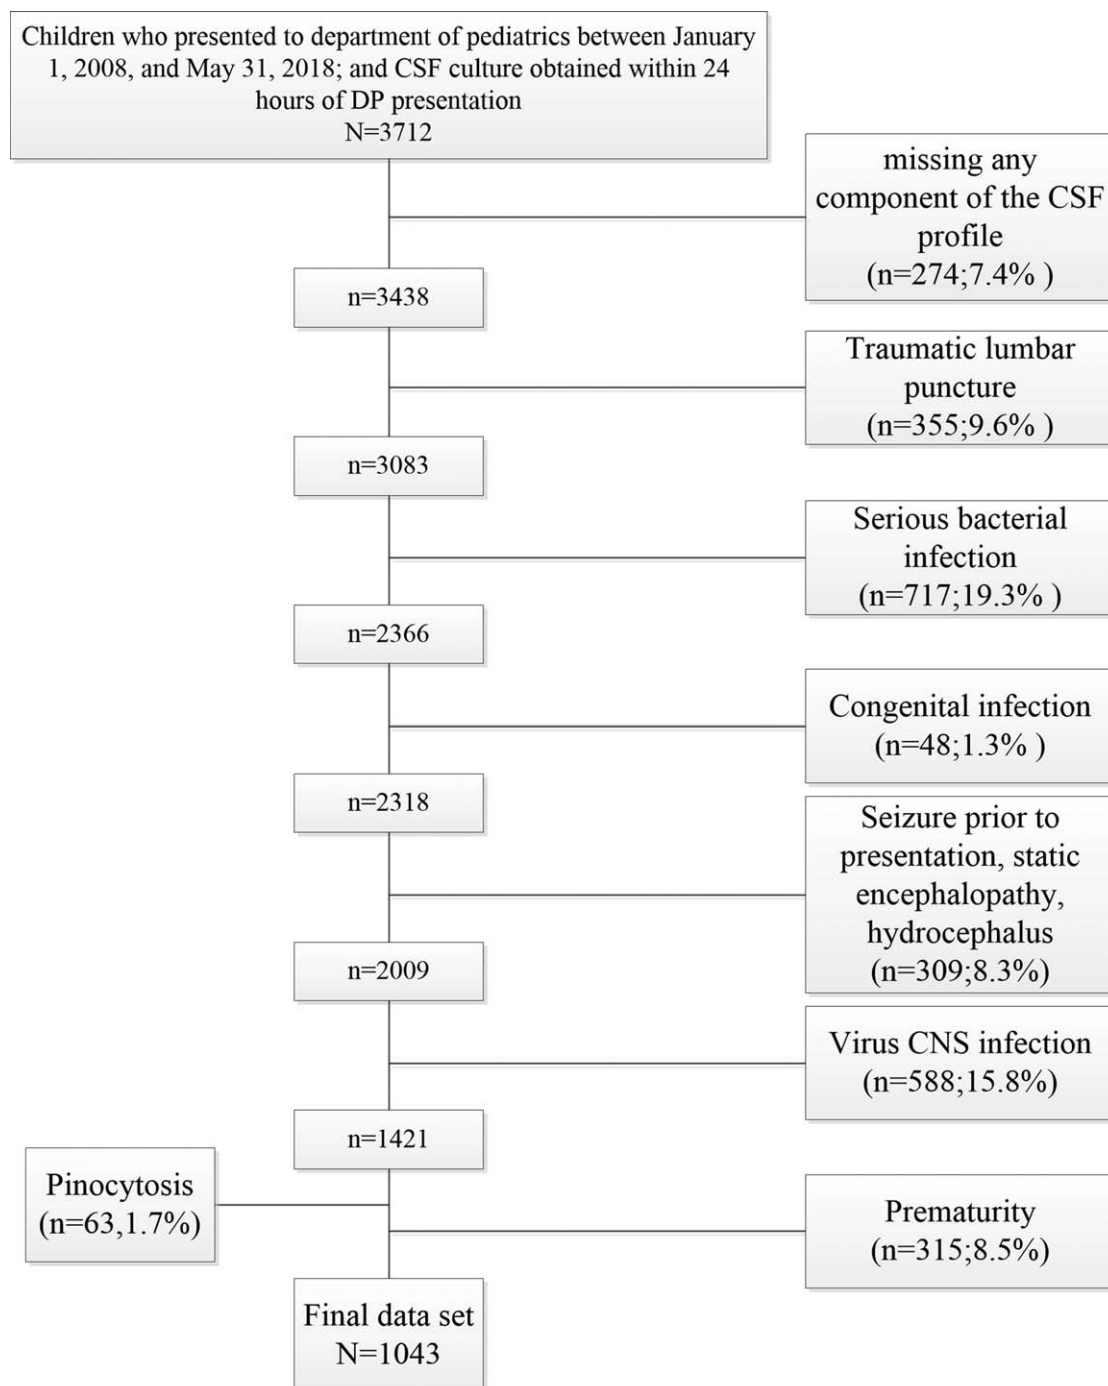 Children who presented to department of pediatrics between January
1, 2008, and May 31, 2018; and CSF culture obtained within 24
hours of DP presentation
N=3712
missing any
component of the CSF
profile
(n=274;7.4% )
n=3438
Traumatic lumbar
puncture
(n=355;9.6% )
n=3083
Serious bacterial
infection
(n=717;19.3% )
n=2366
Congenital infection
(n=48;1.3% )
n=2318
Seizure prior to
presentation, static
encephalopathy,
hydrocephalus
(n=309;8.3%)
n=2009
Virus CNS infection
(n=588;15.8%)
n=1421
Pinocytosis
(n=63,1.7%)
Prematurity
(n=315;8.5%)
Final data set
N=1043